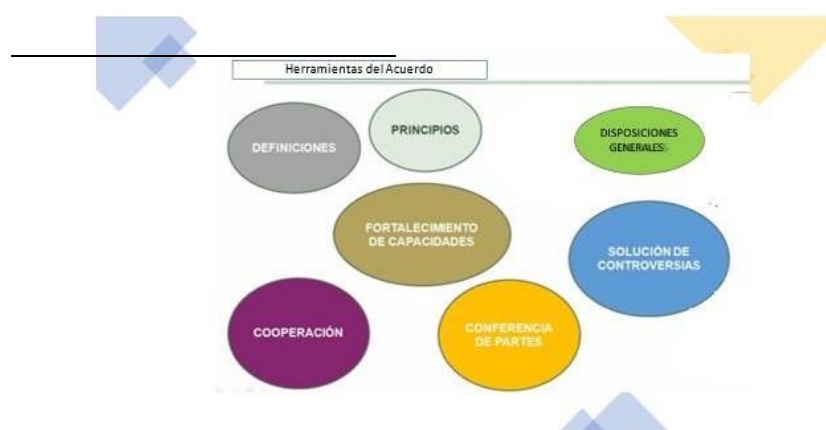 Herramientas del Acuerdo
PRINCIPIOS
DEFINICIONES
DISPOSICIONES
GENERALES
FORTALECIMIENTO
DE CAPACIDADES
SOLUCIÓN DE
CONTROVERSIAS
COOPERACIÓN
CONFERENCIA
DE PARTES